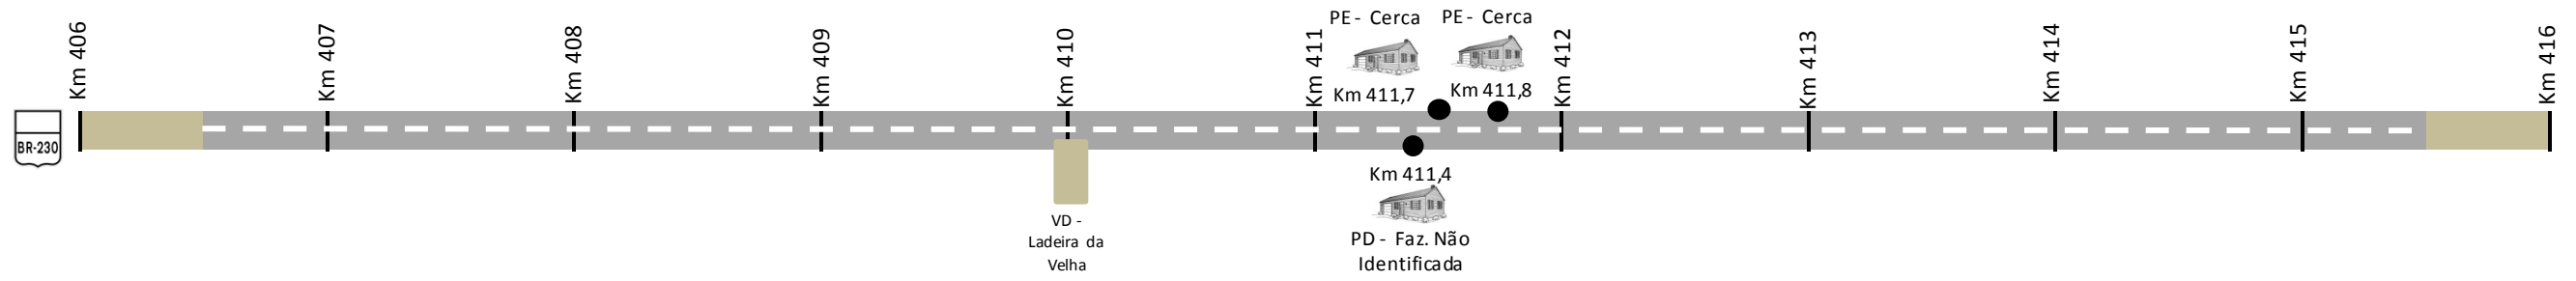 PE - Cerca
PE - Cerca
Km 406
Km 407
Km 408
Km 409
Km 410
Km 411
Km 412
Km 413
Km 414
Km 415
Km 416
Km 411,7
Km 411,8
BR-230
Km 411,4
VD -
Ladeira da
Velha
PD - Faz. Não
Identificada